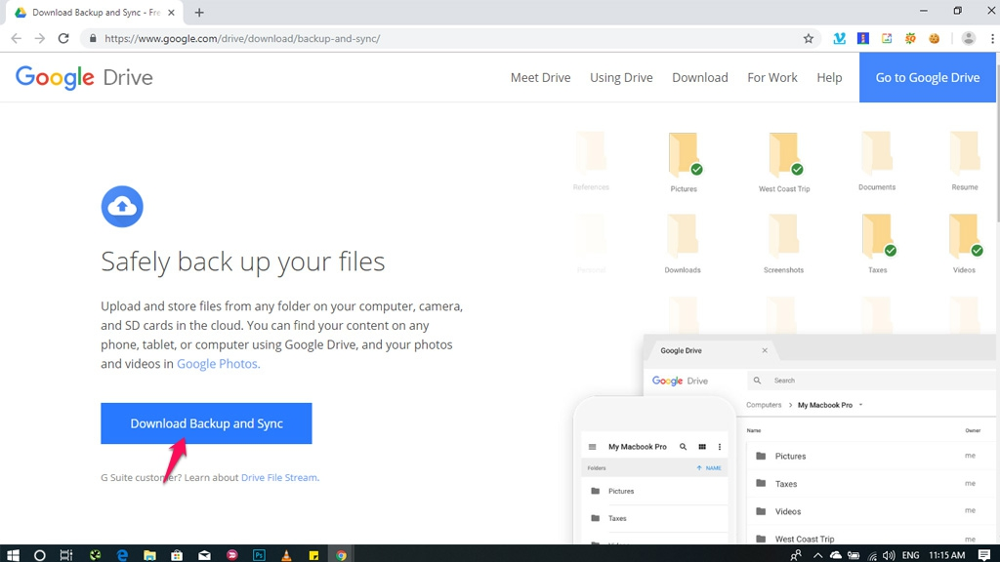 Download Backup and Sync - Fre
https://www.google.com/drive/download/backup-and-sync/
Google Drive
Meet Drive
Using Drive
Download
For Work
Help
Go to Google Drive
References
Pictures
West Coast Trip
Documents
Resume
Personal
Downloads
Screenshots
Taxes
Videos
Safely back up your files
Upload and store files from any folder on your computer, camera,
and SD cards in the cloud. You can find your content on any
phone, tablet, or computer using Google Drive, and your photos
and videos in Google Photos.
Download Backup and Sync
G Suite customer? Learn about Drive File Stream.
Google Drive
Google Drive
Search
Computers > My Macbook Pro
Name
Owner
Pictures
me
Taxes
me
Videos
me
West Coast Trip
me
My Macbook Pro
Folders
NAME
Pictures
Taxes
ENG
11:15 AM